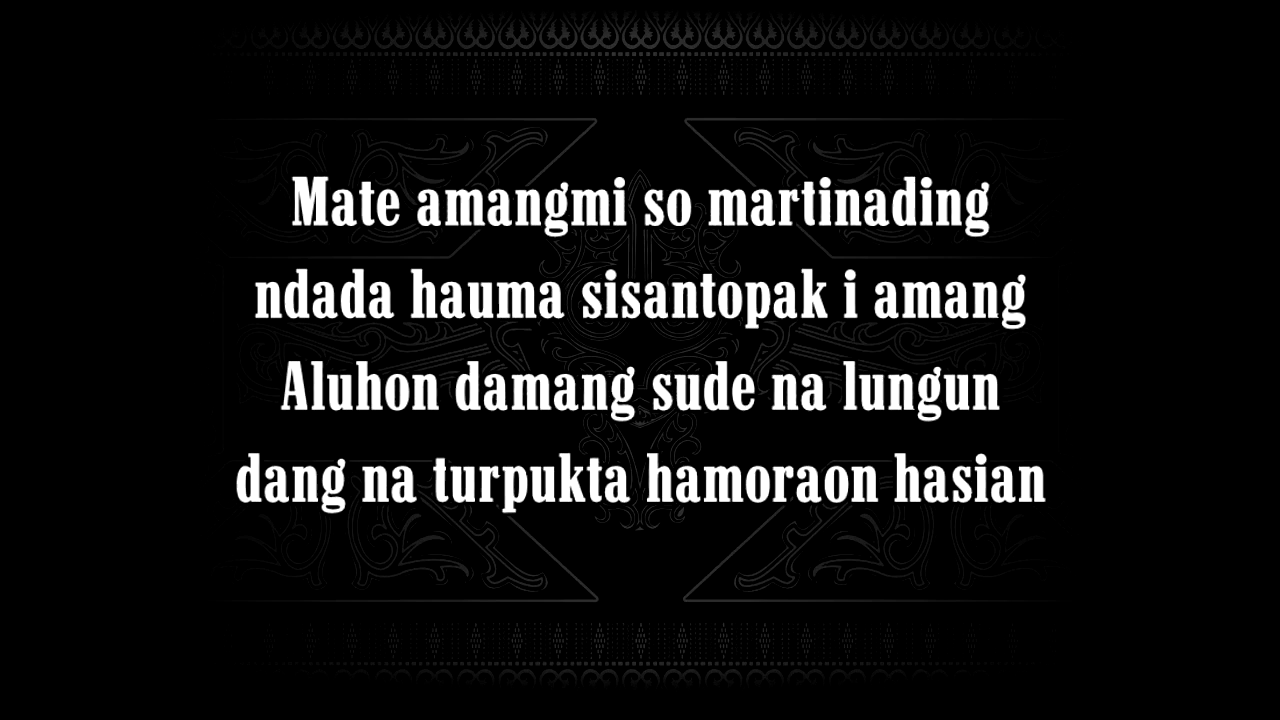 Mate amangmi so martinading
ndada hauma sisantopak i amang
Aluhon damang sude na lungun
dang na turpukta hamoraon hasian